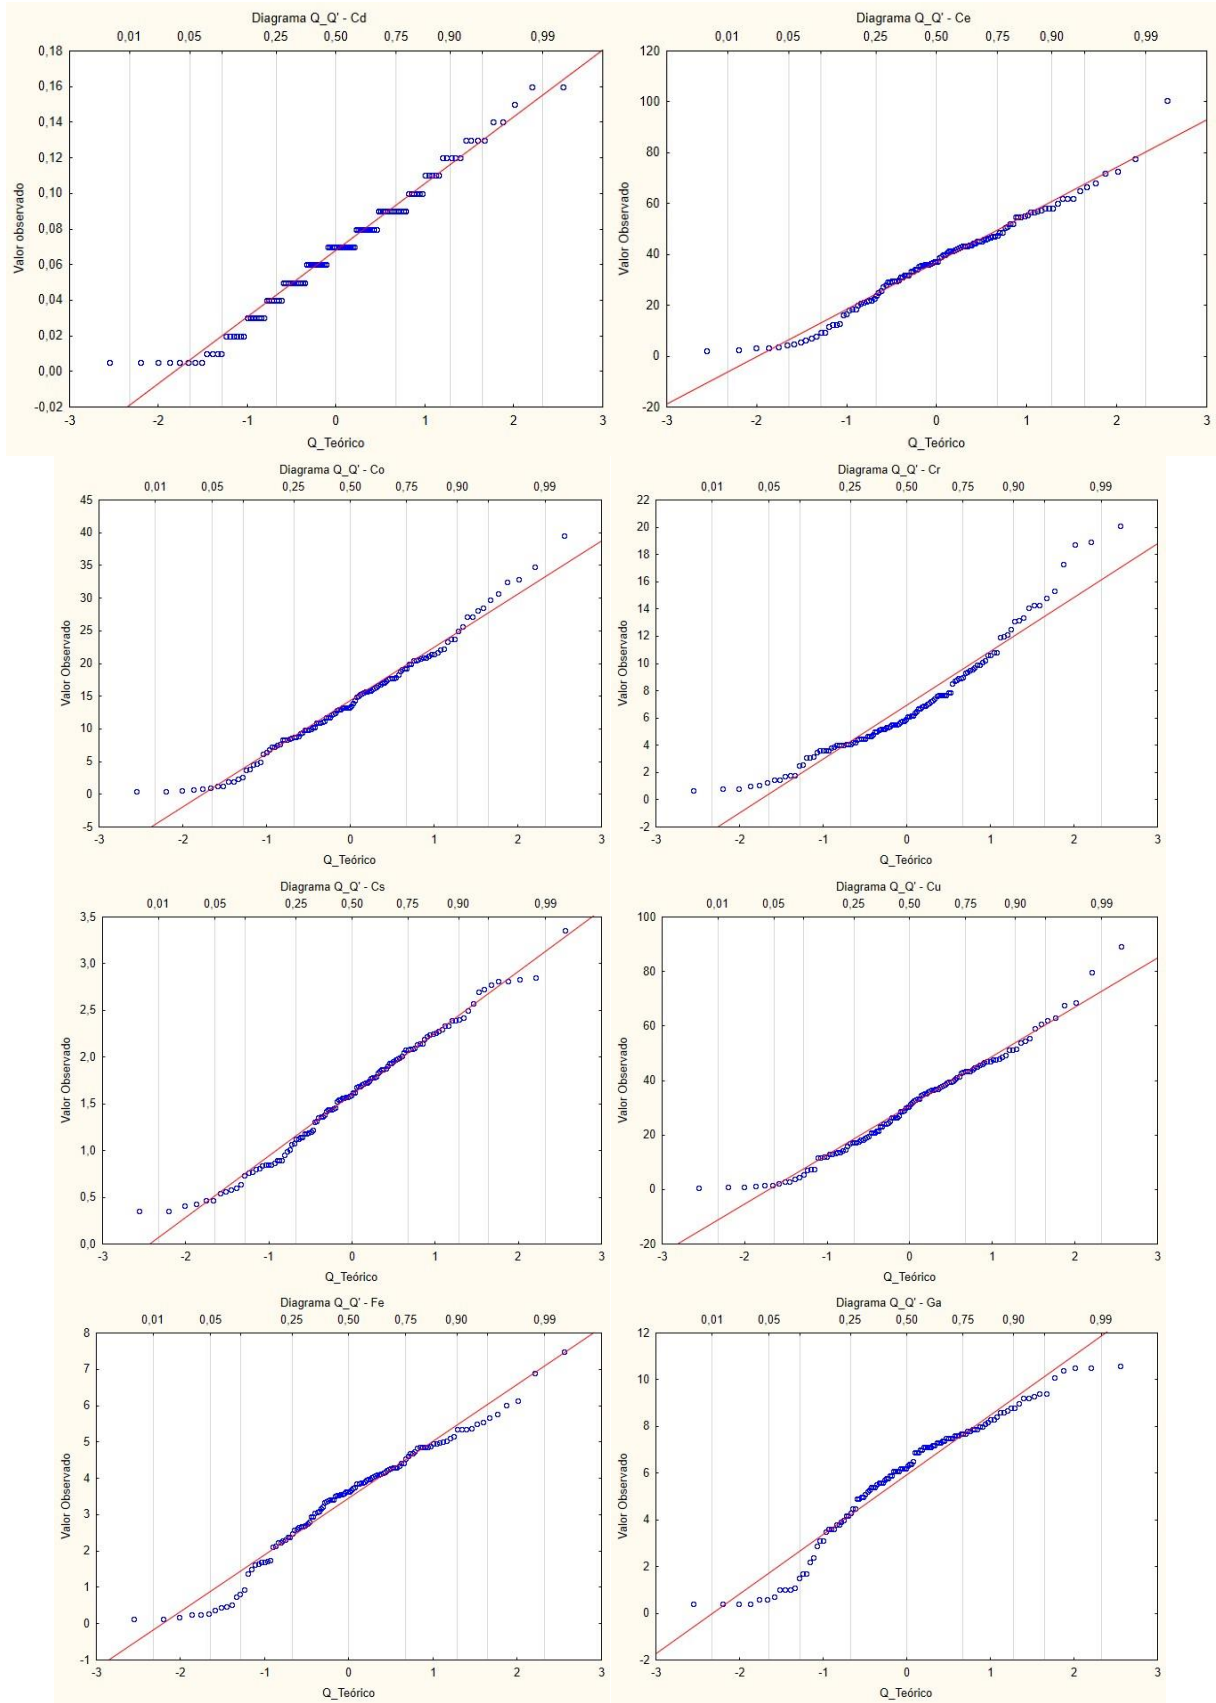 Diagrama Q_Q' - Cd
0,01 0,05 0,25 0,50 0,75 0,90 0,99
0,18
0,16
0,14
0,12
0,10
0,08
0,06
0,04
0,02
0,00
-0,02
Valor observado
-3 -2 -1 0 1 2 3
Q_Teórico
Diagrama Q_Q' - Ce
0,01 0,05 0,25 0,50 0,75 0,90 0,99
120
100
80
60
40
20
0
-20
Valor Observado
-3 -2 -1 0 1 2 3
Q_Teórico
Diagrama Q_Q' - Co
0,01 0,05 0,25 0,50 0,75 0,90 0,99
45
40
35
30
25
20
15
10
5
0
-5
Valor Observado
-3 -2 -1 0 1 2 3
Q_Teórico
Diagrama Q_Q' - Cr
0,01 0,05 0,25 0,50 0,75 0,90 0,99
22
20
18
16
14
12
10
8
6
4
2
0
-2
Valor Observado
-3 -2 -1 0 1 2 3
Q_Teórico
Diagrama Q_Q' - Cs
0,01 0,05 0,25 0,50 0,75 0,90 0,99
3,5
3,0
2,5
2,0
1,5
1,0
0,5
0,0
Valor Observado
-3 -2 -1 0 1 2 3
Q_Teórico
Diagrama Q_Q' - Cu
0,01 0,05 0,25 0,50 0,75 0,90 0,99
100
80
60
40
20
0
-20
Valor Observado
-3 -2 -1 0 1 2 3
Q_Teórico
Diagrama Q_Q' - Fe
0,01 0,05 0,25 0,50 0,75 0,90 0,99
8
7
6
5
4
3
2
1
0
-1
Valor Observado
-3 -2 -1 0 1 2 3
Q_Teórico
Diagrama Q_Q' - Ga
0,01 0,05 0,25 0,50 0,75 0,90 0,99
12
10
8
6
4
2
0
-2
Valor Observado
-3 -2 -1 0 1 2 3
Q_Teórico